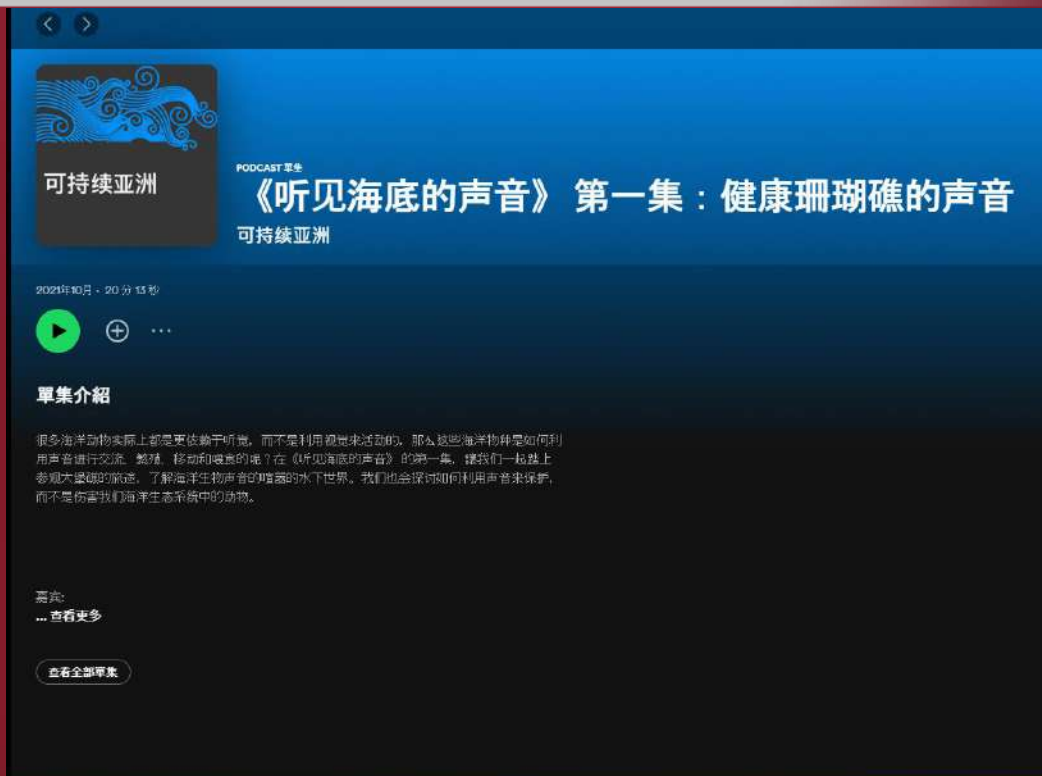 可持续亚洲
PODCAST 單集
《听见海底的声音》 第一集：健康珊瑚礁的声音
可持续亚洲
2021年10月 · 20 分 13 秒
單集介紹
很多海洋动物实际上都是更依赖于听觉，而不是利用视觉来活动的，那么这些海洋物种是如何利
用声音进行交流、繁殖、移动和喂食的呢？在《听见海底的声音》的第一集，讓我们一起踏上
参观大堡礁的旅途，了解海洋生物声音的喧嚣的水下世界。我们也会探讨如何利用声音来保护，
而不是伤害我们海洋生态系统中的动物。
嘉宾:
... 查看更多
查看全部單集